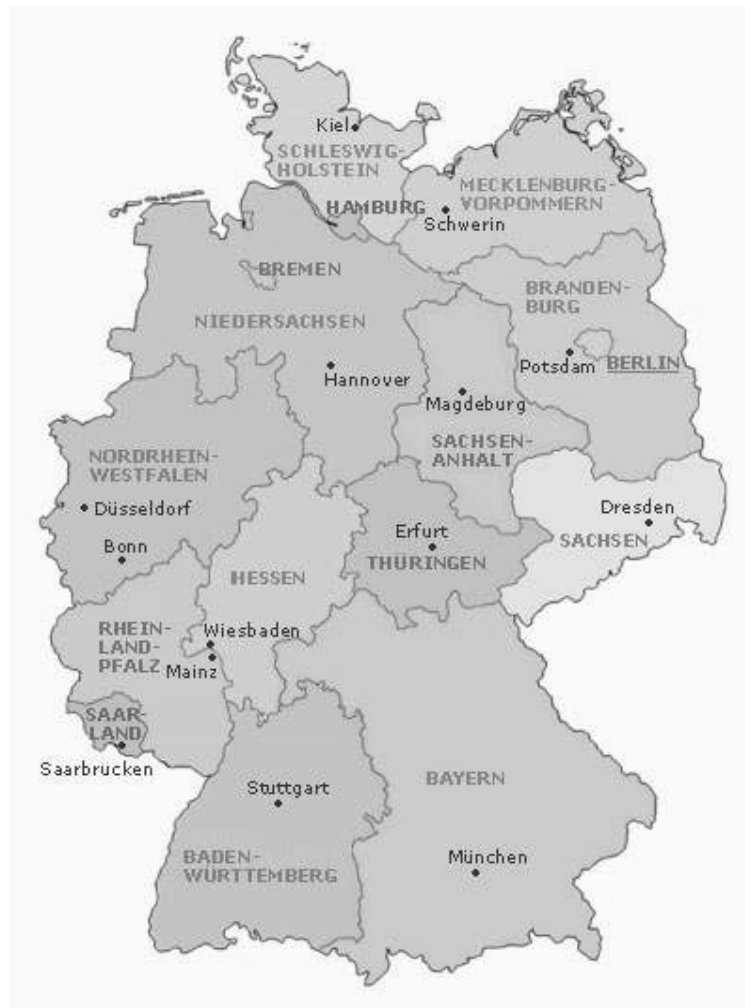 Kiel
SCHLESWIG-
HOLSTEIN
MECKLENBURG-
VORPOMMERN
HAMBURG
Schwerin
BREMEN
BRANDEN-
BURG
NIEDERSACHSEN
Potsdam
BERLIN
Hannover
Magdeburg
SACHSEN-
ANHALT
NORDRHEIN-
WESTFALEN
Düsseldorf
Bonn
Dresden
SACHSEN
Erfurt
THÜRINGEN
HESSEN
RHEIN-
LAND-
PFALZ
Wiesbaden
Mainz
SAAR-
LAND
Saarbrucken
BAYERN
Stuttgart
München
BADEN-
WÜRTTEMBERG